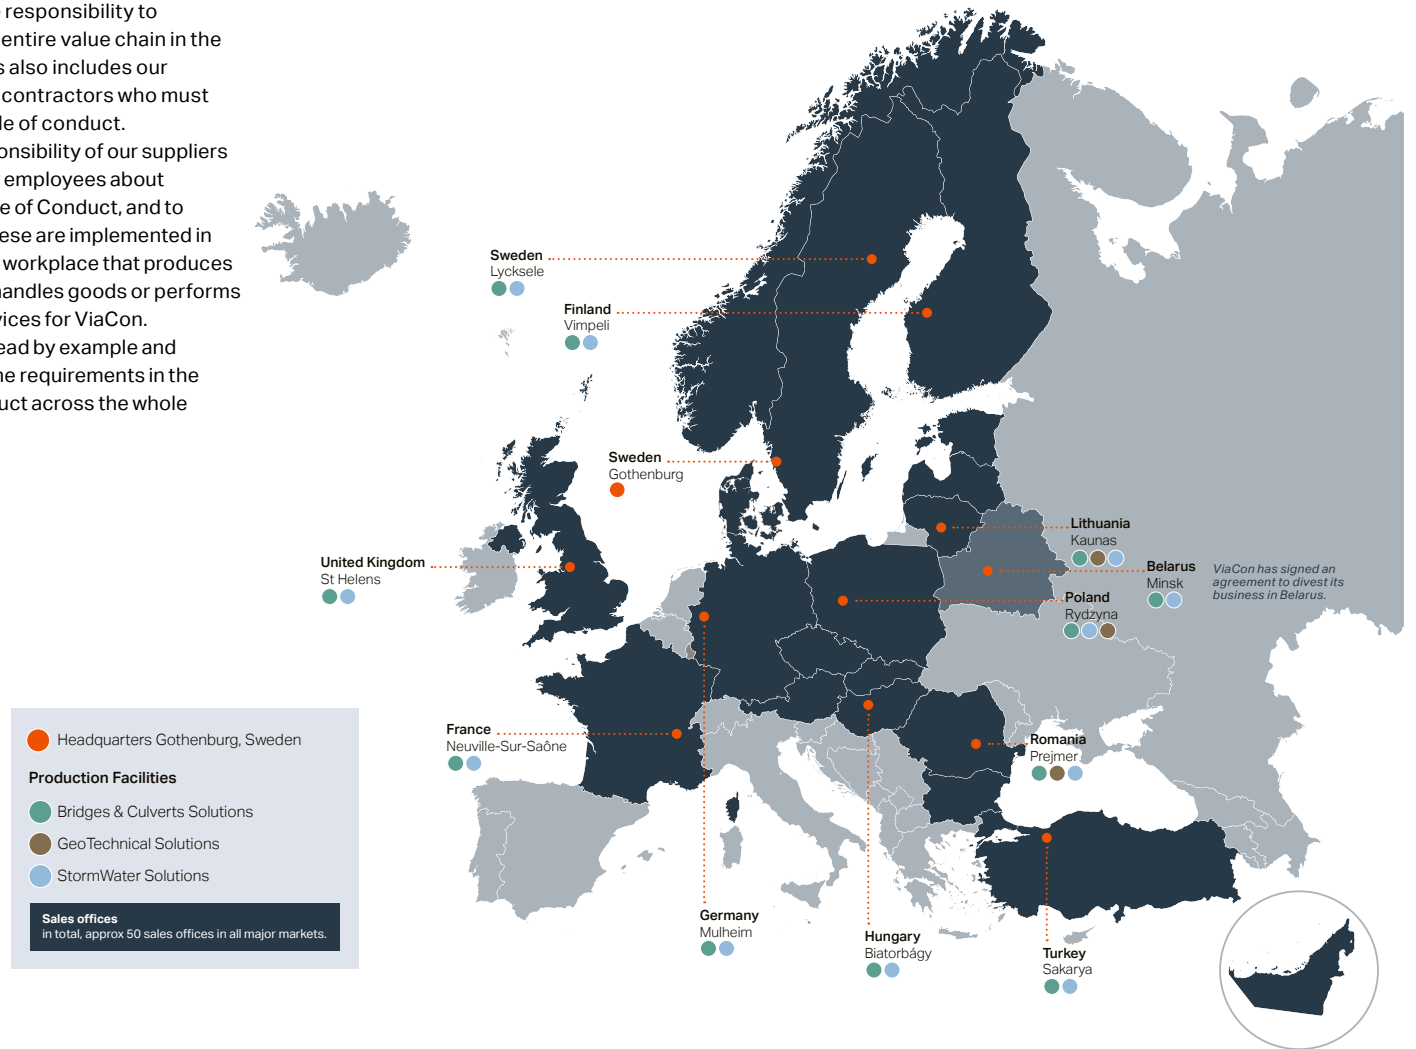 responsibility to
entire value chain in the
s also includes our
contractors who must
le of conduct.
onsibility of our suppliers
employees about
e of Conduct, and to
ese are implemented in
workplace that produces
handles goods or performs
vices for ViaCon.
ead by example and
he requirements in the
uct across the whole
Sweden
Lycksele
Finland
Vimpeli
Sweden
Gothenburg
United Kingdom
St Helens
Lithuania
Kaunas
Belarus
Minsk
ViaCon has signed an
agreement to divest its
business in Belarus.
Poland
Rydzyna
France
Neuville-Sur-Saône
Romania
Prejmer
Germany
Mulheim
Hungary
Biatorbágy
Turkey
Sakarya
Headquarters Gothenburg, Sweden
Production Facilities
Bridges & Culverts Solutions
GeoTechnical Solutions
StormWater Solutions
Sales offices
in total, approx 50 sales offices in all major markets.